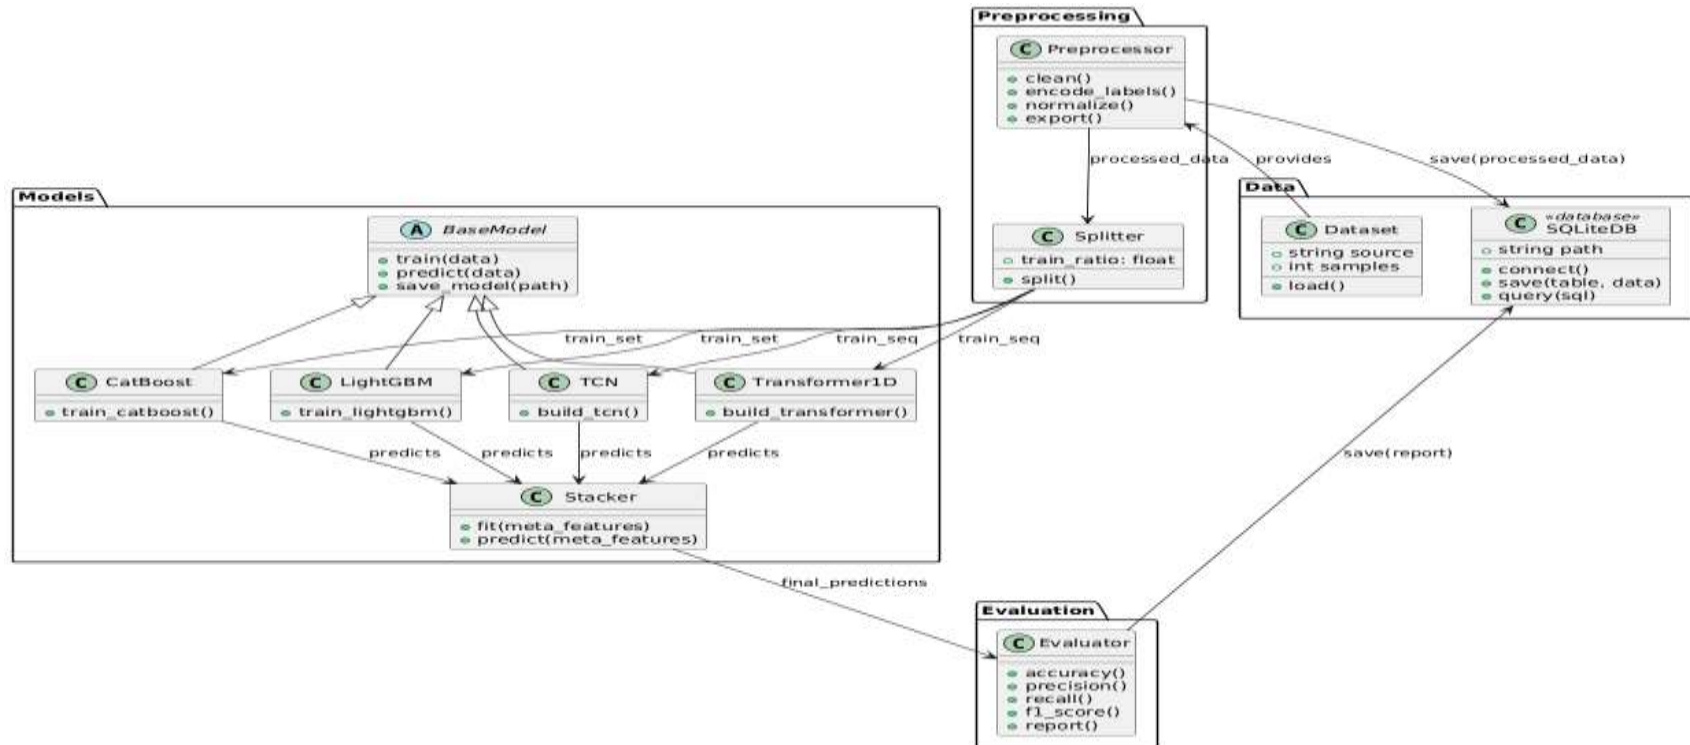 Preprocessing
C Preprocessor
clean()
encode_labels()
normalize()
export()
processed_data
provides
save(processed_data)
C Splitter
train_ratio: float
split()
Data
C Dataset
string source
int samples
load()
C «database»
SQLiteDB
string path
connect()
save(table, data)
query(sql)
Models
A BaseModel
train(data)
predict(data)
save_model(path)
train_set
train_set
train_seq
train_seq
C CatBoost
train_catboost()
C LightGBM
train_lightgbm()
C TCN
build_tcn()
C Transformer1D
build_transformer()
predicts
predicts
predicts
predicts
C Stacker
fit(meta_features)
predict(meta_features)
save(report)
final_predictions
Evaluation
C Evaluator
accuracy()
precision()
recall()
f1_score()
report()